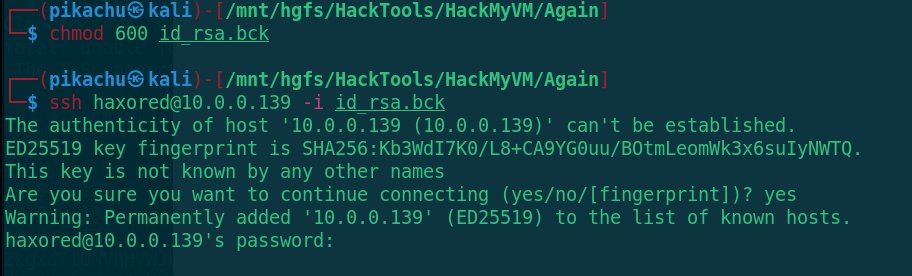 ┌──(pikachu㉿kali)-[/mnt/hgfs/HackTools/HackMyVM/Again]
└─$ chmod 600 id_rsa.bck
┌──(pikachu㉿kali)-[/mnt/hgfs/HackTools/HackMyVM/Again]
└─$ ssh haxored@10.0.0.139 -i id_rsa.bck
The authenticity of host '10.0.0.139 (10.0.0.139)' can't be established.
ED25519 key fingerprint is SHA256:Kb3WdI7K0/L8+CA9YG0uu/BOtmLeomWk3x6suIyNWTQ.
This key is not known by any other names
Are you sure you want to continue connecting (yes/no/[fingerprint])? yes
Warning: Permanently added '10.0.0.139' (ED25519) to the list of known hosts.
haxored@10.0.0.139's password: